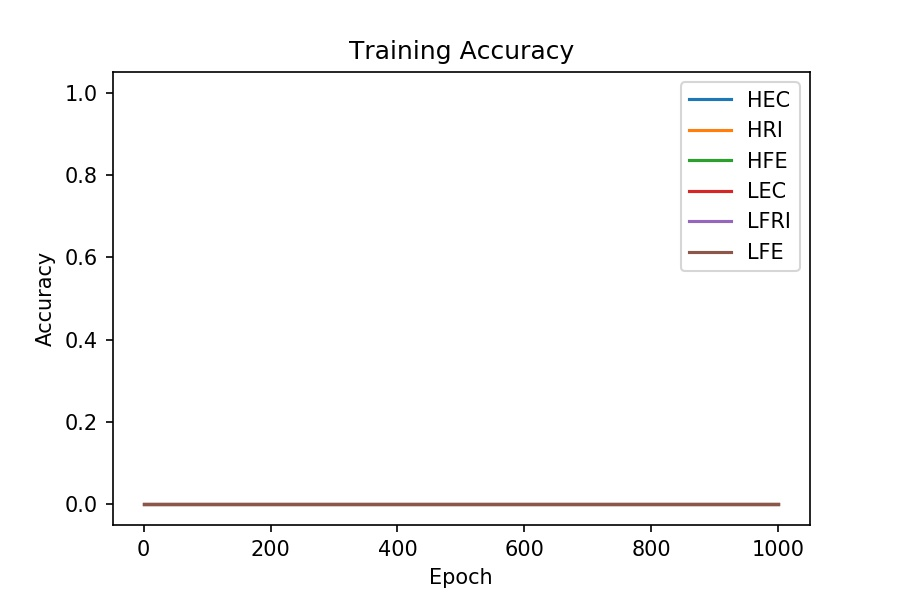 Training Accuracy
Accuracy
1.0
0.8
0.6
0.4
0.2
0.0
0 200 400 600 800 1000
Epoch
HEC
HRI
HFE
LEC
LFRI
LFE